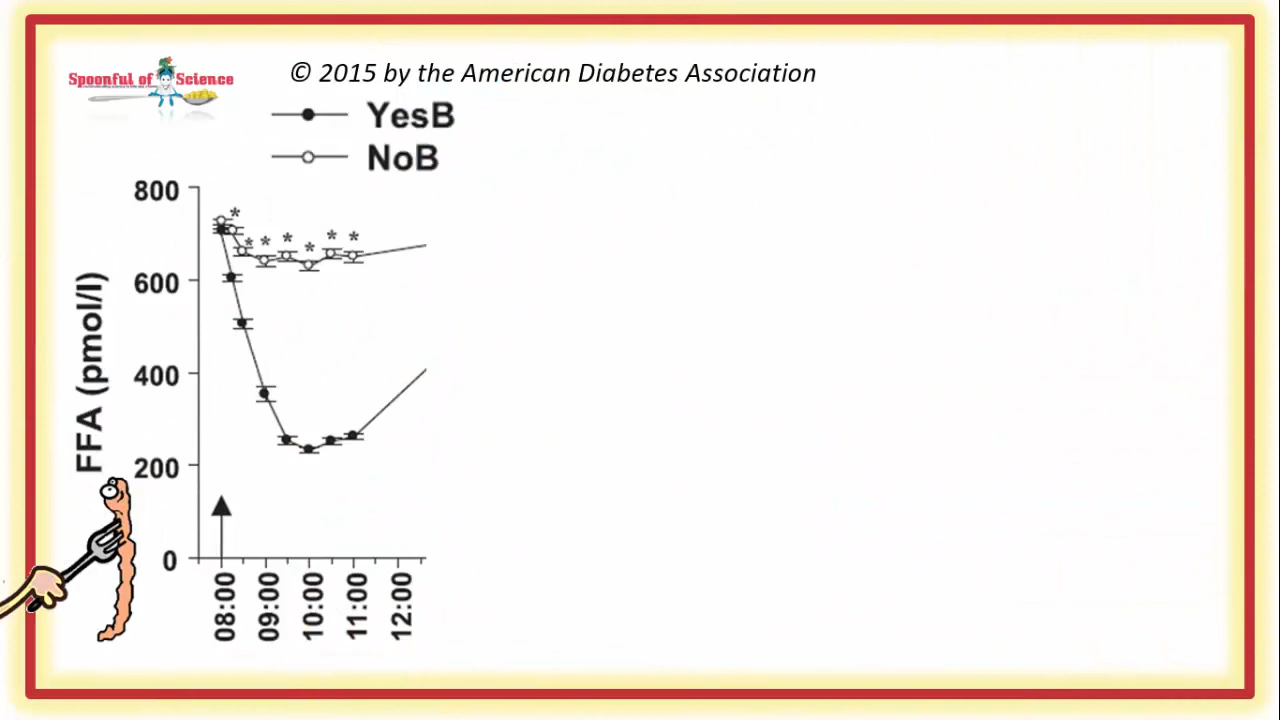 Spoonful of Science
© 2015 by the American Diabetes Association
YesB
NoB
800
600
400
200
0
FFA (pmol/l)
* * * * * * * *
08:00
09:00
10:00
11:00
12:00